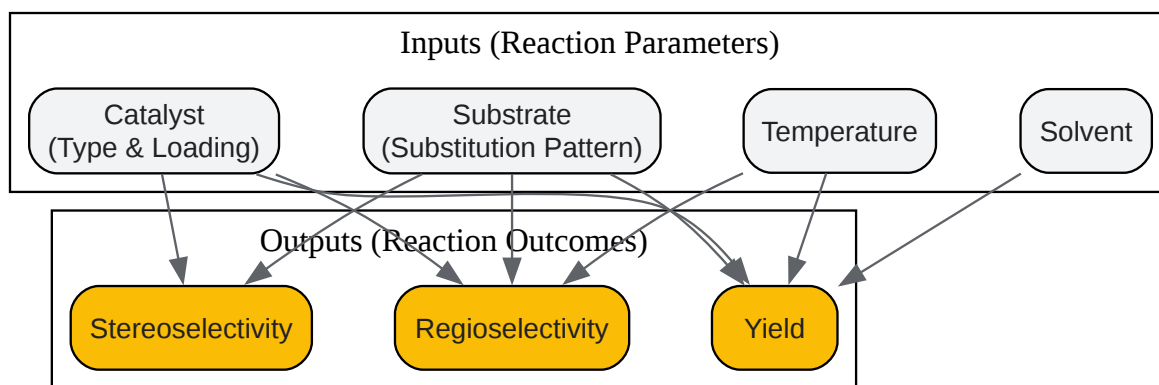 Inputs (Reaction Parameters)
Catalyst
(Type & Loading)
Substrate
(Substitution Pattern)
Temperature
Solvent
Outputs (Reaction Outcomes)
Stereoselectivity
Regioselectivity
Yield